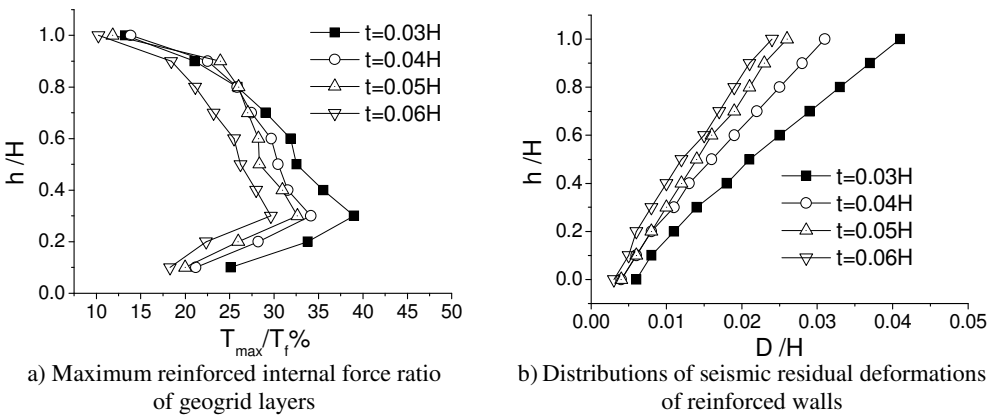 1.0
0.8
0.6
0.4
0.2
0.0
h /H
10 15 20 25 30 35 40 45 50
T_max/T_f%
t=0.03H
t=0.04H
t=0.05H
t=0.06H
a) Maximum reinforced internal force ratio
of geogrid layers
1.0
0.8
0.6
0.4
0.2
0.0
h /H
0.00 0.01 0.02 0.03 0.04 0.05
D /H
t=0.03H
t=0.04H
t=0.05H
t=0.06H
b) Distributions of seismic residual deformations
of reinforced walls